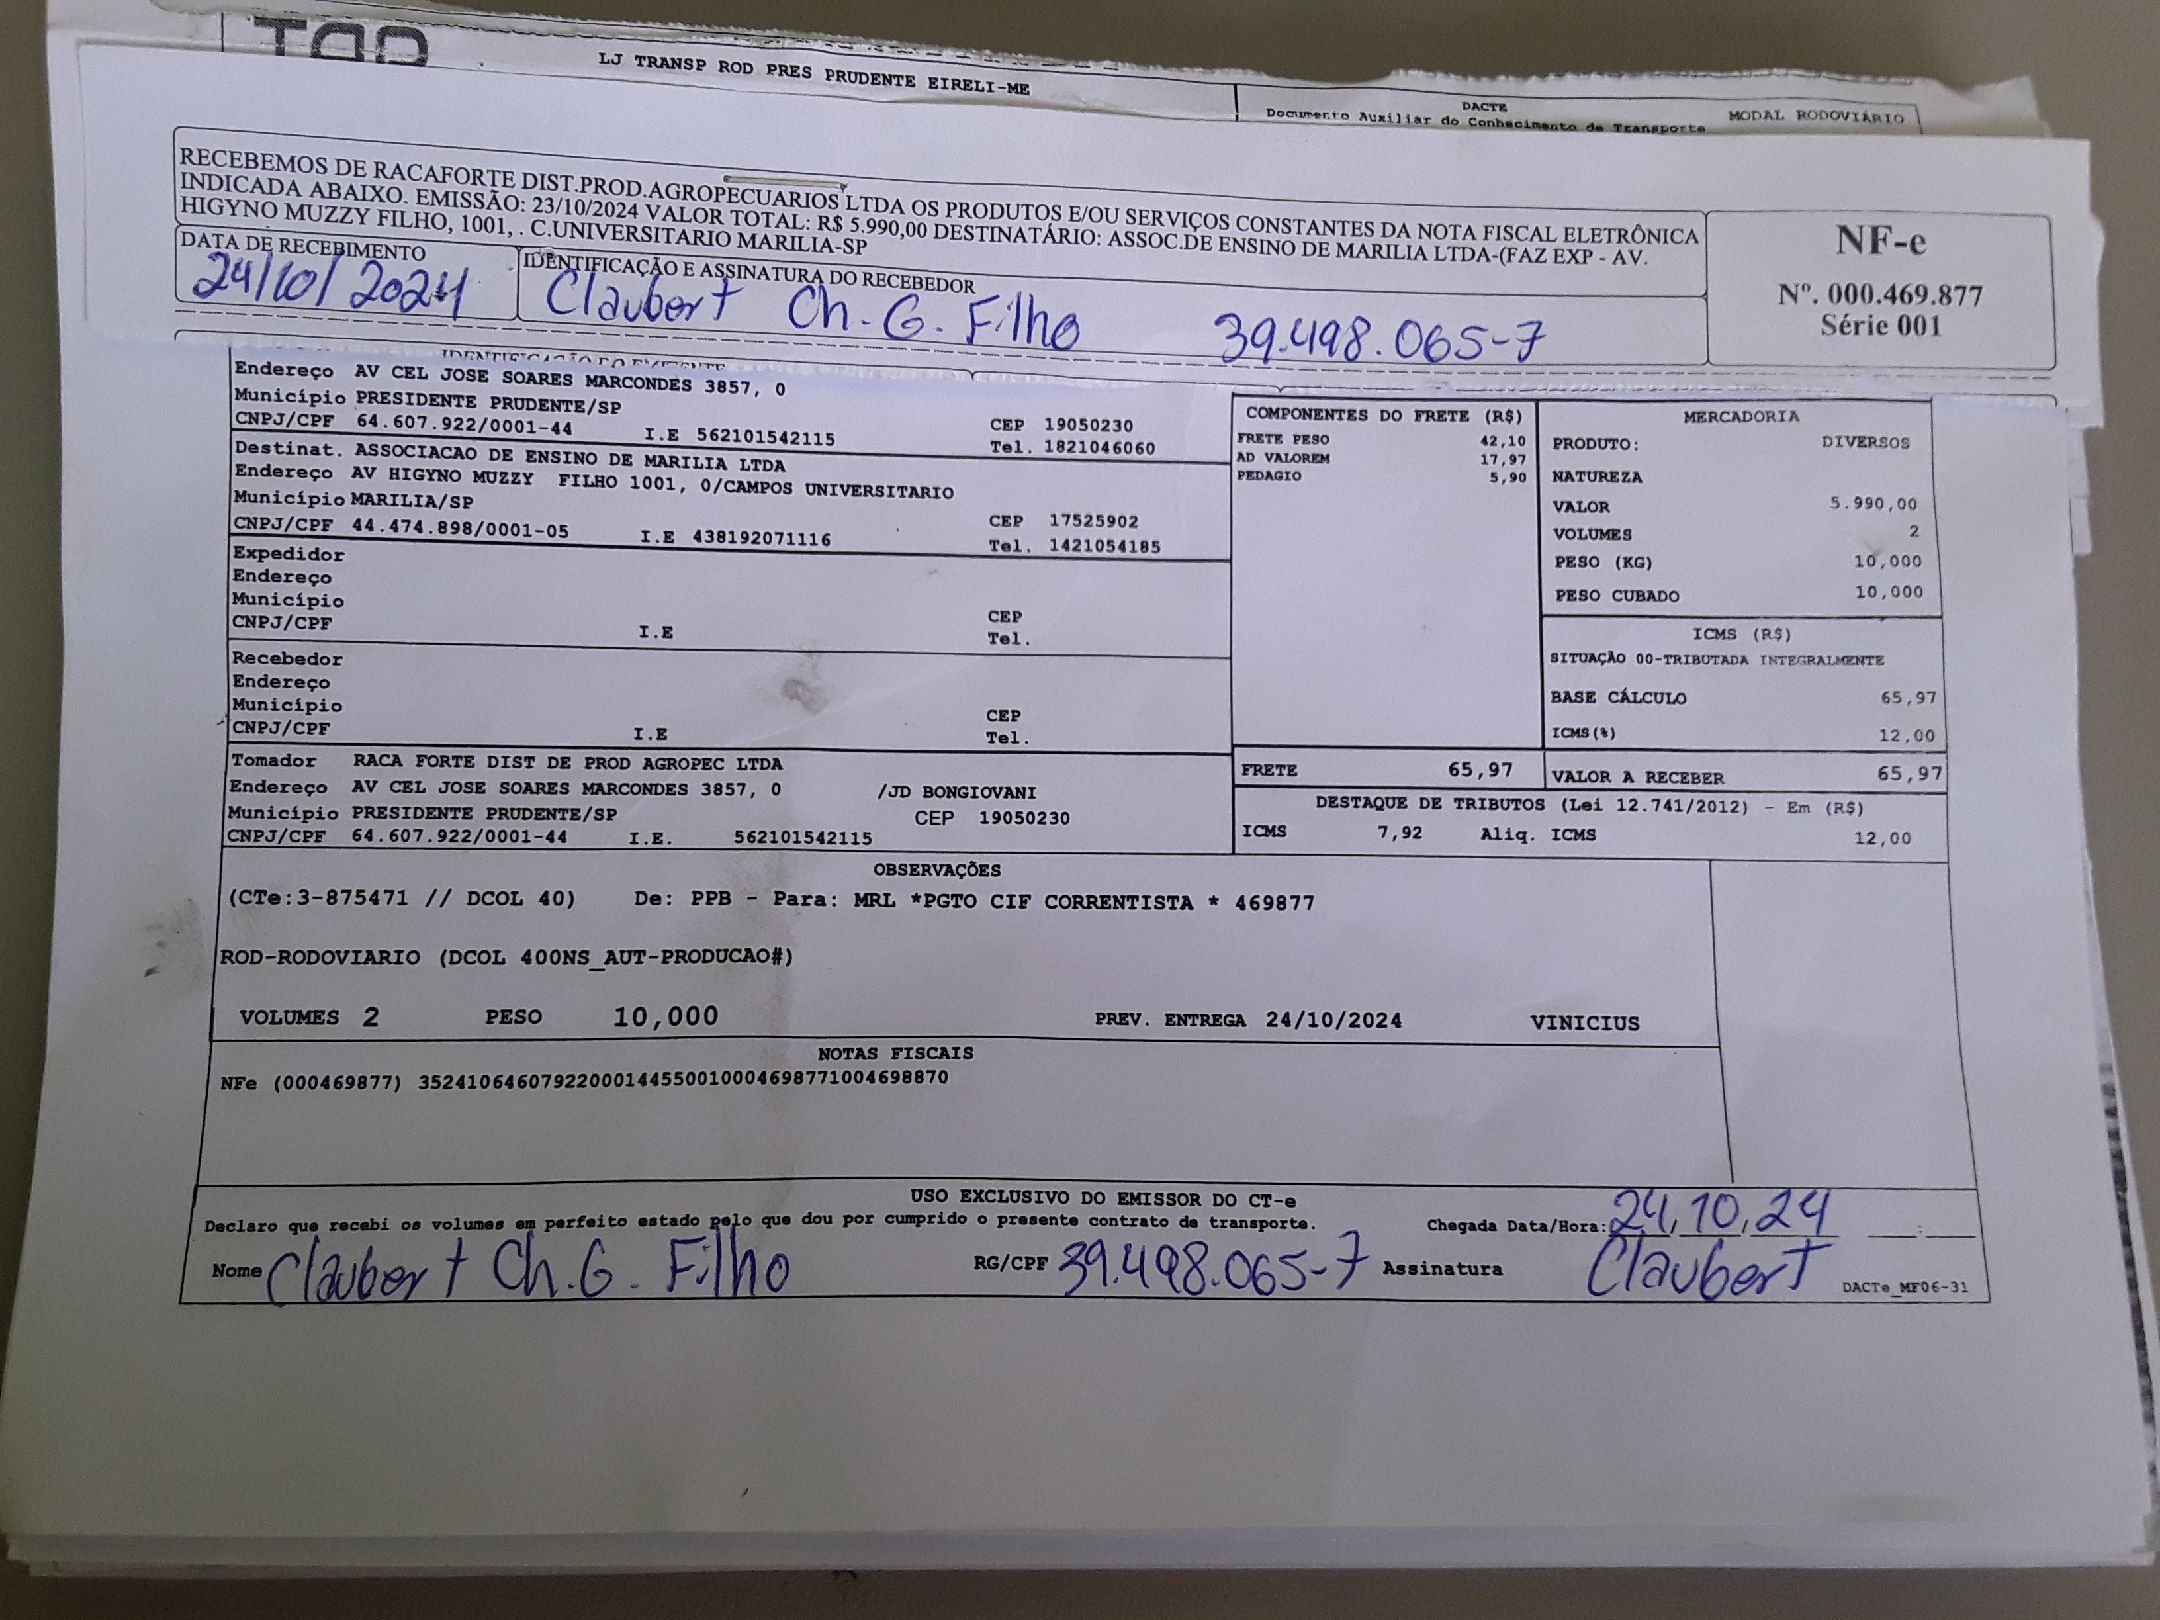 LJ TRANSP ROD PRES PRUDENTE EIRELI-ME
DACTE
Documento Auxiliar do Conhecimento de Transporte
MODAL RODOVIÁRIO
RECEBEMOS DE RACAFORTE DIST.PROD.AGROPECUARIOS LTDA OS PRODUTOS E/OU SERVIÇOS CONSTANTES DA NOTA FISCAL ELETRÔNICA
INDICADA ABAIXO. EMISSÃO: 23/10/2024 VALOR TOTAL: R$ 5.990,00 DESTINATÁRIO: ASSOC.DE ENSINO DE MARILIA LTDA-(FAZ EXP - AV.
HIGYNO MUZZY FILHO, 1001, . C.UNIVERSITARIO MARILIA-SP
NF-e
Nº. 000.469.877
Série 001
DATA DE RECEBIMENTO
24/10/2024
IDENTIFICAÇÃO E ASSINATURA DO RECEBEDOR
Claubert Ch. G. Filho 39.498.065-7
Endereço AV CEL JOSE SOARES MARCONDES 3857, 0
Município PRESIDENTE PRUDENTE/SP CEP 19050230
CNPJ/CPF 64.607.922/0001-44 I.E 562101542115 Tel. 1821046060
Destinat. ASSOCIACAO DE ENSINO DE MARILIA LTDA
Endereço AV HIGYNO MUZZY FILHO 1001, 0/CAMPOS UNIVERSITARIO
Município MARILIA/SP CEP 17525902
CNPJ/CPF 44.474.898/0001-05 I.E 438192071116 Tel. 1421054185
Expedidor
Endereço
Município CEP
CNPJ/CPF I.E Tel.
Recebedor
Endereço
Município CEP
CNPJ/CPF I.E Tel.
Tomador RACA FORTE DIST DE PROD AGROPEC LTDA
Endereço AV CEL JOSE SOARES MARCONDES 3857, 0 /JD BONGIOVANI
Município PRESIDENTE PRUDENTE/SP CEP 19050230
CNPJ/CPF 64.607.922/0001-44 I.E. 562101542115
COMPONENTES DO FRETE (R$)
FRETE PESO 42,10
AD VALOREM 17,97
PEDAGIO 5,90
MERCADORIA
PRODUTO: DIVERSOS
NATUREZA
VALOR 5.990,00
VOLUMES 2
PESO (KG) 10,000
PESO CUBADO 10,000
ICMS (R$)
SITUAÇÃO 00-TRIBUTADA INTEGRALMENTE
BASE CÁLCULO 65,97
ICMS(%) 12,00
FRETE 65,97
VALOR A RECEBER 65,97
DESTAQUE DE TRIBUTOS (Lei 12.741/2012) - Em (R$)
ICMS 7,92 Aliq. ICMS 12,00
OBSERVAÇÕES
(CTe:3-875471 // DCOL 40) De: PPB - Para: MRL *PGTO CIF CORRENTISTA * 469877
ROD-RODOVIARIO (DCOL 400NS_AUT-PRODUCAO#)
VOLUMES 2 PESO 10,000 PREV. ENTREGA 24/10/2024 VINICIUS
NOTAS FISCAIS
NFe (000469877) 35241064607922000144550010004698771004698870
USO EXCLUSIVO DO EMISSOR DO CT-e
Declaro que recebi os volumes em perfeito estado pelo que dou por cumprido o presente contrato de transporte. Chegada Data/Hora: 24,10,24 :
Nome Claubert Ch. G. Filho RG/CPF 39.498.065-7 Assinatura Claubert DACTe_MF06-31